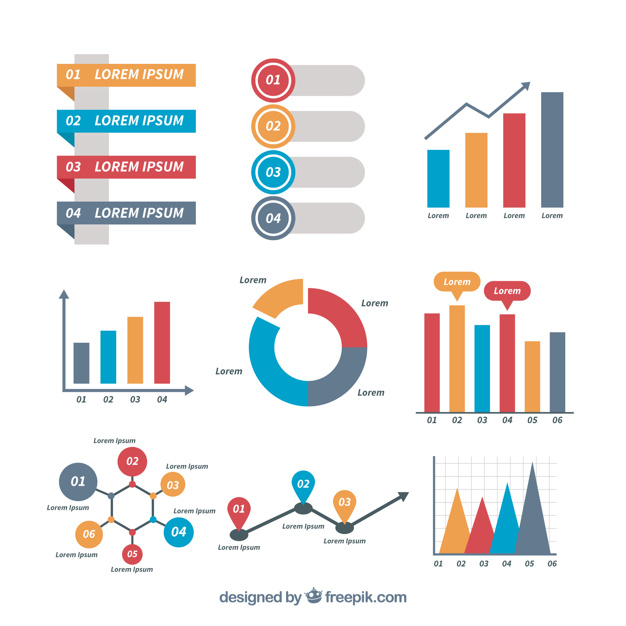 01 LOREM IPSUM
02 LOREM IPSUM
03 LOREM IPSUM
04 LOREM IPSUM
01
02
03
04
Lorem Lorem Lorem Lorem
01 02 03 04
Lorem
Lorem
Lorem
Lorem
Lorem
Lorem
01 02 03 04 05 06
Lorem Ipsum
02
Lorem Ipsum
01
03
Lorem Ipsum
Lorem Ipsum
04
06
Lorem Ipsum
05
Lorem Ipsum
02
01
03
Lorem Ipsum
Lorem Ipsum
Lorem Ipsum
01 02 03 04 05 06
designed by freepik.com